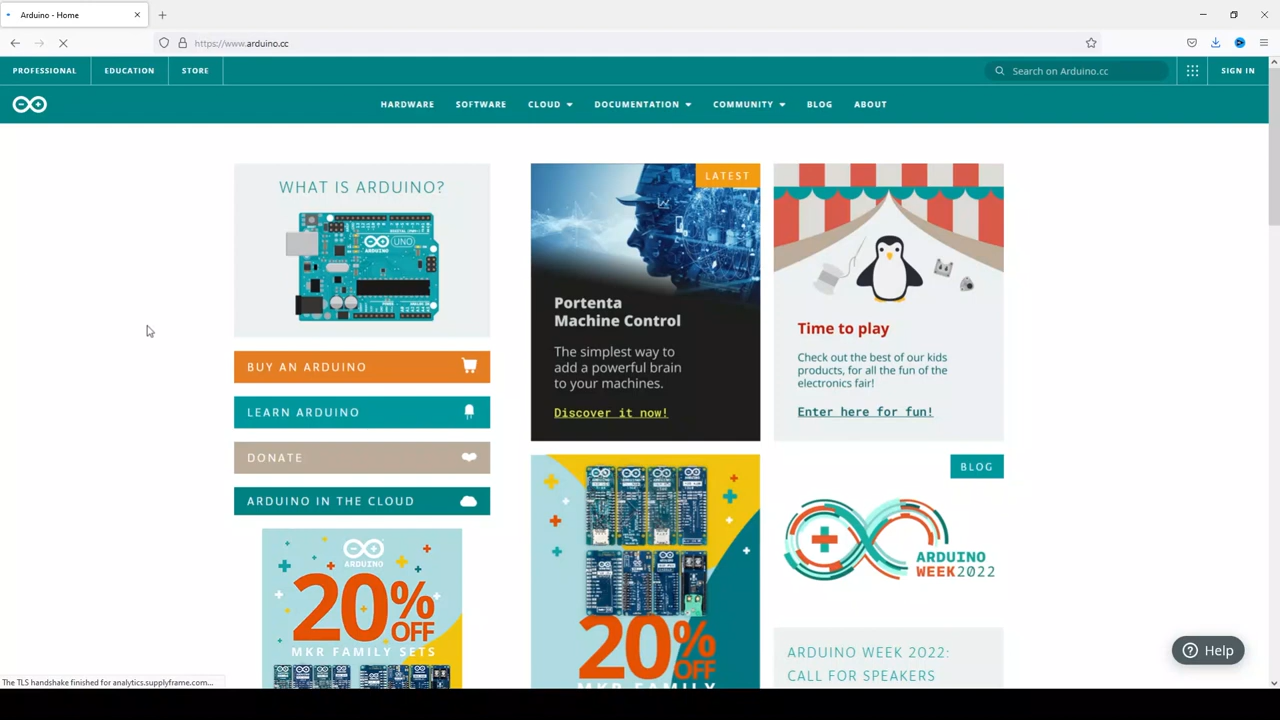 Arduino - Home
https://www.arduino.cc
PROFESSIONAL
EDUCATION
STORE
Search on Arduino.cc
SIGN IN
HARDWARE
SOFTWARE
CLOUD
DOCUMENTATION
COMMUNITY
BLOG
ABOUT
WHAT IS ARDUINO?
ARDUINO
UNO
BUY AN ARDUINO
LEARN ARDUINO
DONATE
ARDUINO IN THE CLOUD
ARDUINO
20% OFF
MKR FAMILY SETS
LATEST
Portenta
Machine Control
The simplest way to
add a powerful brain
to your machines.
Discover it now!
20% OFF
MKR FAMILY
Time to play
Check out the best of our kids
products, for all the fun of the
electronics fair!
Enter here for fun!
BLOG
ARDUINO
WEEK2022
ARDUINO WEEK 2022:
CALL FOR SPEAKERS
Help
The TLS handshake finished for analytics.supplyframe.com...